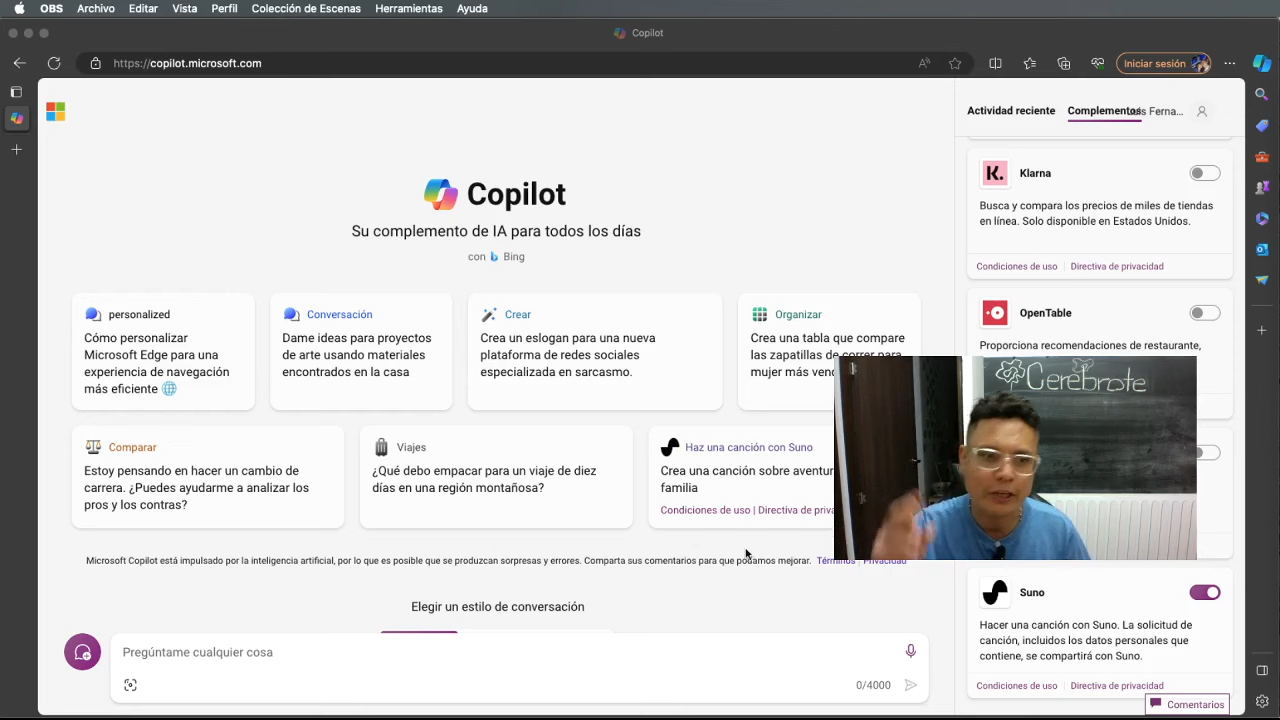 OBS Archivo Editar Vista Perfil Colección de Escenas Herramientas Ayuda
Copilot
https://copilot.microsoft.com
Iniciar sesión
Actividad reciente
Complementos
Ferna...
Klarna
Busca y compara los precios de miles de tiendas
en línea. Solo disponible en Estados Unidos.
Condiciones de uso | Directiva de privacidad
OpenTable
Proporciona recomendaciones de restaurante,
Copilot
Su complemento de IA para todos los días
con Bing
personalized
Cómo personalizar
Microsoft Edge para una
experiencia de navegación
más eficiente
Conversación
Dame ideas para proyectos
de arte usando materiales
encontrados en la casa
Crear
Crea un eslogan para una nueva
plataforma de redes sociales
especializada en sarcasmo.
Organizar
Crea una tabla que compare
las zapatillas de correr para
mujer más
Comparar
Estoy pensando en hacer un cambio de
carrera. ¿Puedes ayudarme a analizar los
pros y los contras?
Viajes
¿Qué debo empacar para un viaje de diez
días en una región montañosa?
Haz una canción con Suno
Crea una canción sobre
familia
Condiciones de uso | Directiva de
Cerebrote
Microsoft Copilot está impulsado por la inteligencia artificial, por lo que es posible que se produzcan sorpresas y errores. Comparta sus comentarios para que podamos mejorar. Términos Privacidad
Elegir un estilo de conversación
Pregúntame cualquier cosa
0/4000
Suno
Hacer una canción con Suno. La solicitud de
canción, incluidos los datos personales que
contiene, se compartirá con Suno.
Condiciones de uso | Directiva de privacidad
Comentarios